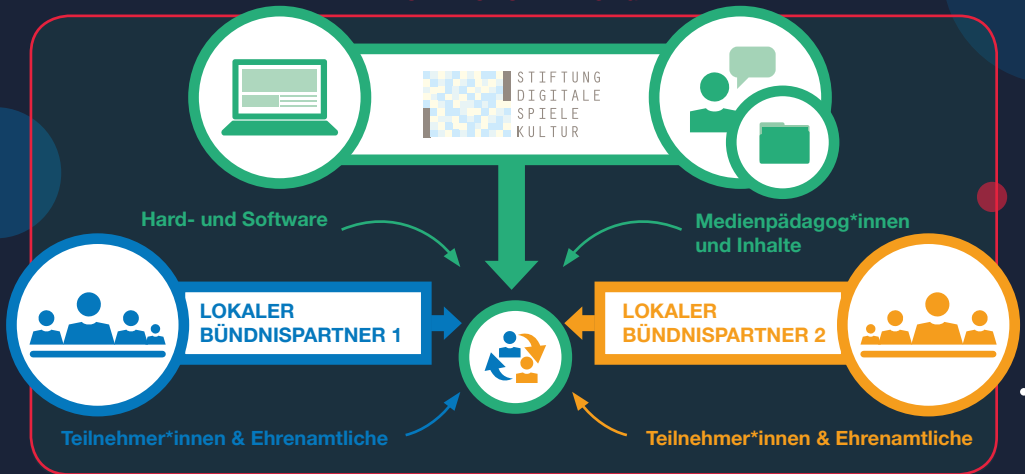 STIFTUNG
DIGITALE
SPIELE
KULTUR
Hard- und Software
Medienpädagog*innen
und Inhalte
LOKALER
BÜNDNISPARTNER 1
LOKALER
BÜNDNISPARTNER 2
Teilnehmer*innen & Ehrenamtliche
Teilnehmer*innen & Ehrenamtliche